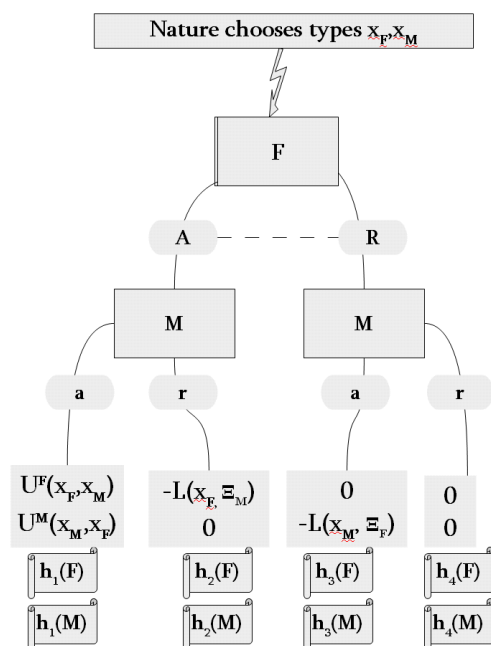 Nature chooses types x_F,x_M
F
A R
M M
a r a r
U^F(x_F,x_M) -L(x_F, Ξ_M) 0 0
U^M(x_M,x_F) 0 -L(x_M, Ξ_F) 0
h_1(F) h_2(F) h_3(F) h_4(F)
h_1(M) h_2(M) h_3(M) h_4(M)